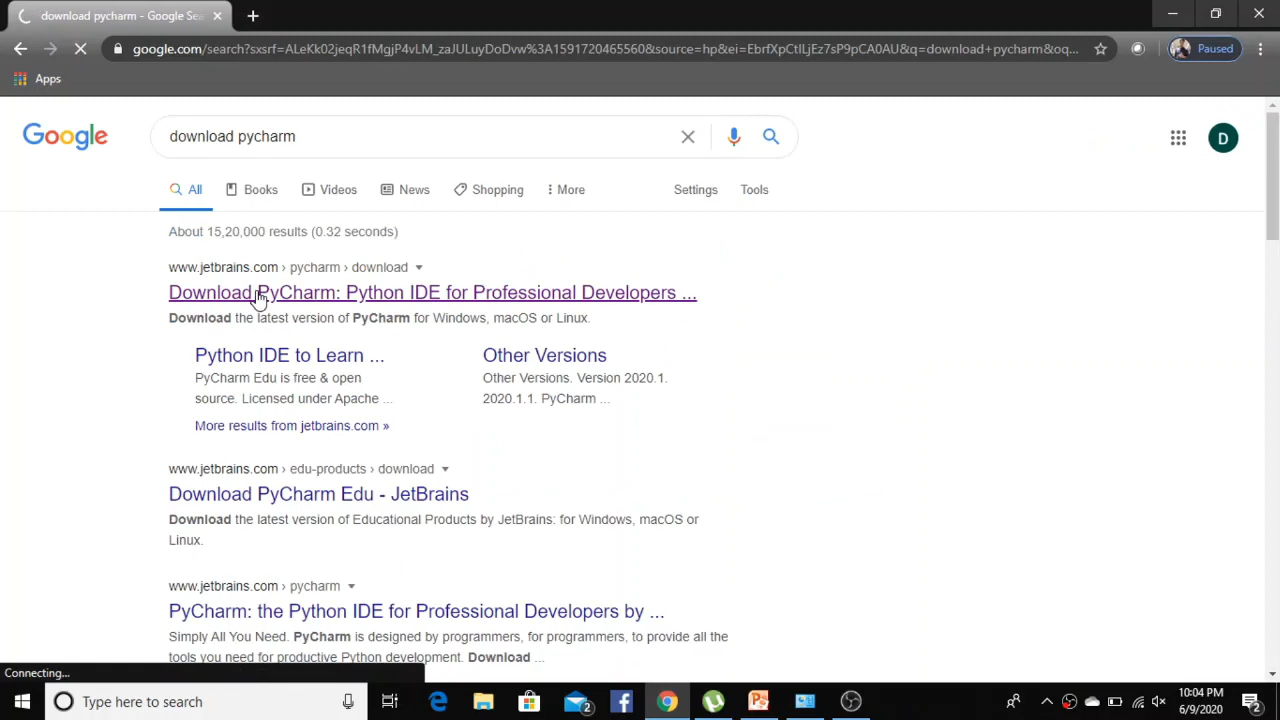 download pycharm - Google Sea
google.com/search?sxsrf=ALeKk02jeqR1fMgjP4vLM_zaJULuyDoDvw%3A1591720465560&source=hp&ei=EbrfXpCtILjEz7sP9pCA0AU&q=download+pycharm&oq...
Paused
Apps
Google
download pycharm
D
All
Books
Videos
News
Shopping
More
Settings
Tools
About 15,20,000 results (0.32 seconds)
www.jetbrains.com › pycharm › download
Download PyCharm: Python IDE for Professional Developers ...
Download the latest version of PyCharm for Windows, macOS or Linux.
Python IDE to Learn ...
PyCharm Edu is free & open
source. Licensed under Apache ...
Other Versions
Other Versions. Version 2020.1.
2020.1.1. PyCharm ...
More results from jetbrains.com »
www.jetbrains.com › edu-products › download
Download PyCharm Edu - JetBrains
Download the latest version of Educational Products by JetBrains: for Windows, macOS or
Linux.
www.jetbrains.com › pycharm
PyCharm: the Python IDE for Professional Developers by ...
Simply All You Need. PyCharm is designed by programmers, for programmers, to provide all the
tools you need for productive Python development. Download ...
Connecting...
Type here to search
2
10:04 PM
6/9/2020
2